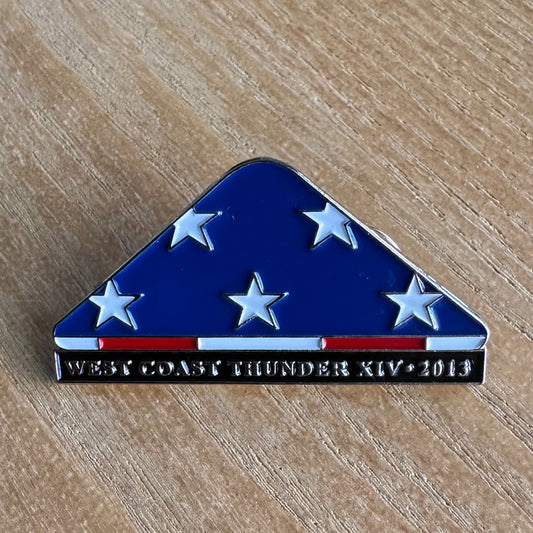 WEST COAST THUNDER XIV • 2013